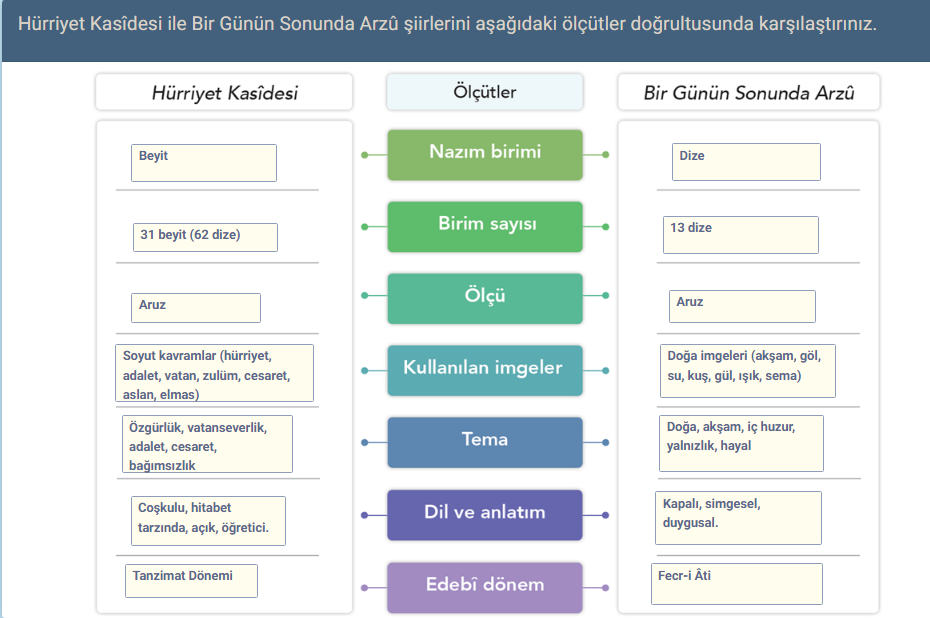 Hürriyet Kasîdesi ile Bir Günün Sonunda Arzû şiirlerini aşağıdaki ölçütler doğrultusunda karşılaştırınız.
Hürriyet Kasîdesi
Ölçütler
Bir Günün Sonunda Arzû
Beyit
Nazım birimi
Dize
31 beyit (62 dize)
Birim sayısı
13 dize
Aruz
Ölçü
Aruz
Soyut kavramlar (hürriyet,
adalet, vatan, zulüm, cesaret,
aslan, elmas)
Kullanılan imgeler
Doğa imgeleri (akşam, göl,
su, kuş, gül, ışık, sema)
Özgürlük, vatanseverlik,
adalet, cesaret,
bağımsızlık
Tema
Doğa, akşam, iç huzur,
yalnızlık, hayal
Coşkulu, hitabet
tarzında, açık, öğretici.
Dil ve anlatım
Kapalı, simgesel,
duygusal.
Tanzimat Dönemi
Edebî dönem
Fecr-i Âti